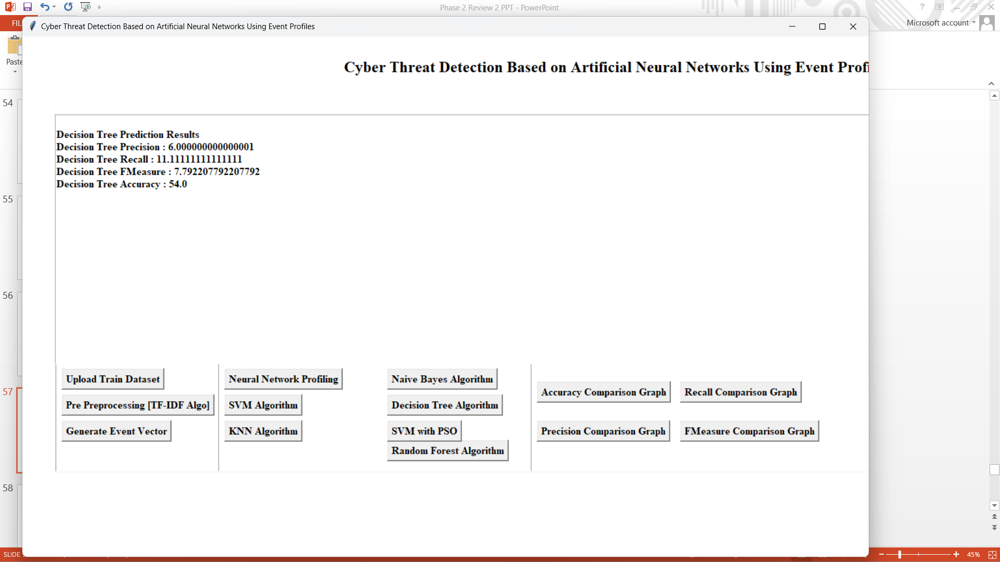 Phase 2 Review 2 PPT - PowerPoint
?
FIL
Microsoft account
Cyber Threat Detection Based on Artificial Neural Networks Using Event Profiles
Paste
Cyber Threat Detection Based on Artificial Neural Networks Using Event Profi
54
55
56
57
58
Decision Tree Prediction Results
Decision Tree Precision : 6.000000000000001
Decision Tree Recall : 11.11111111111111
Decision Tree FMeasure : 7.792207792207792
Decision Tree Accuracy : 54.0
Upload Train Dataset
Neural Network Profiling
Naive Bayes Algorithm
Accuracy Comparison Graph
Recall Comparison Graph
Pre Preprocessing [TF-IDF Algo]
SVM Algorithm
Decision Tree Algorithm
Generate Event Vector
KNN Algorithm
SVM with PSO
Precision Comparison Graph
FMeasure Comparison Graph
Random Forest Algorithm
SLIDE
45%